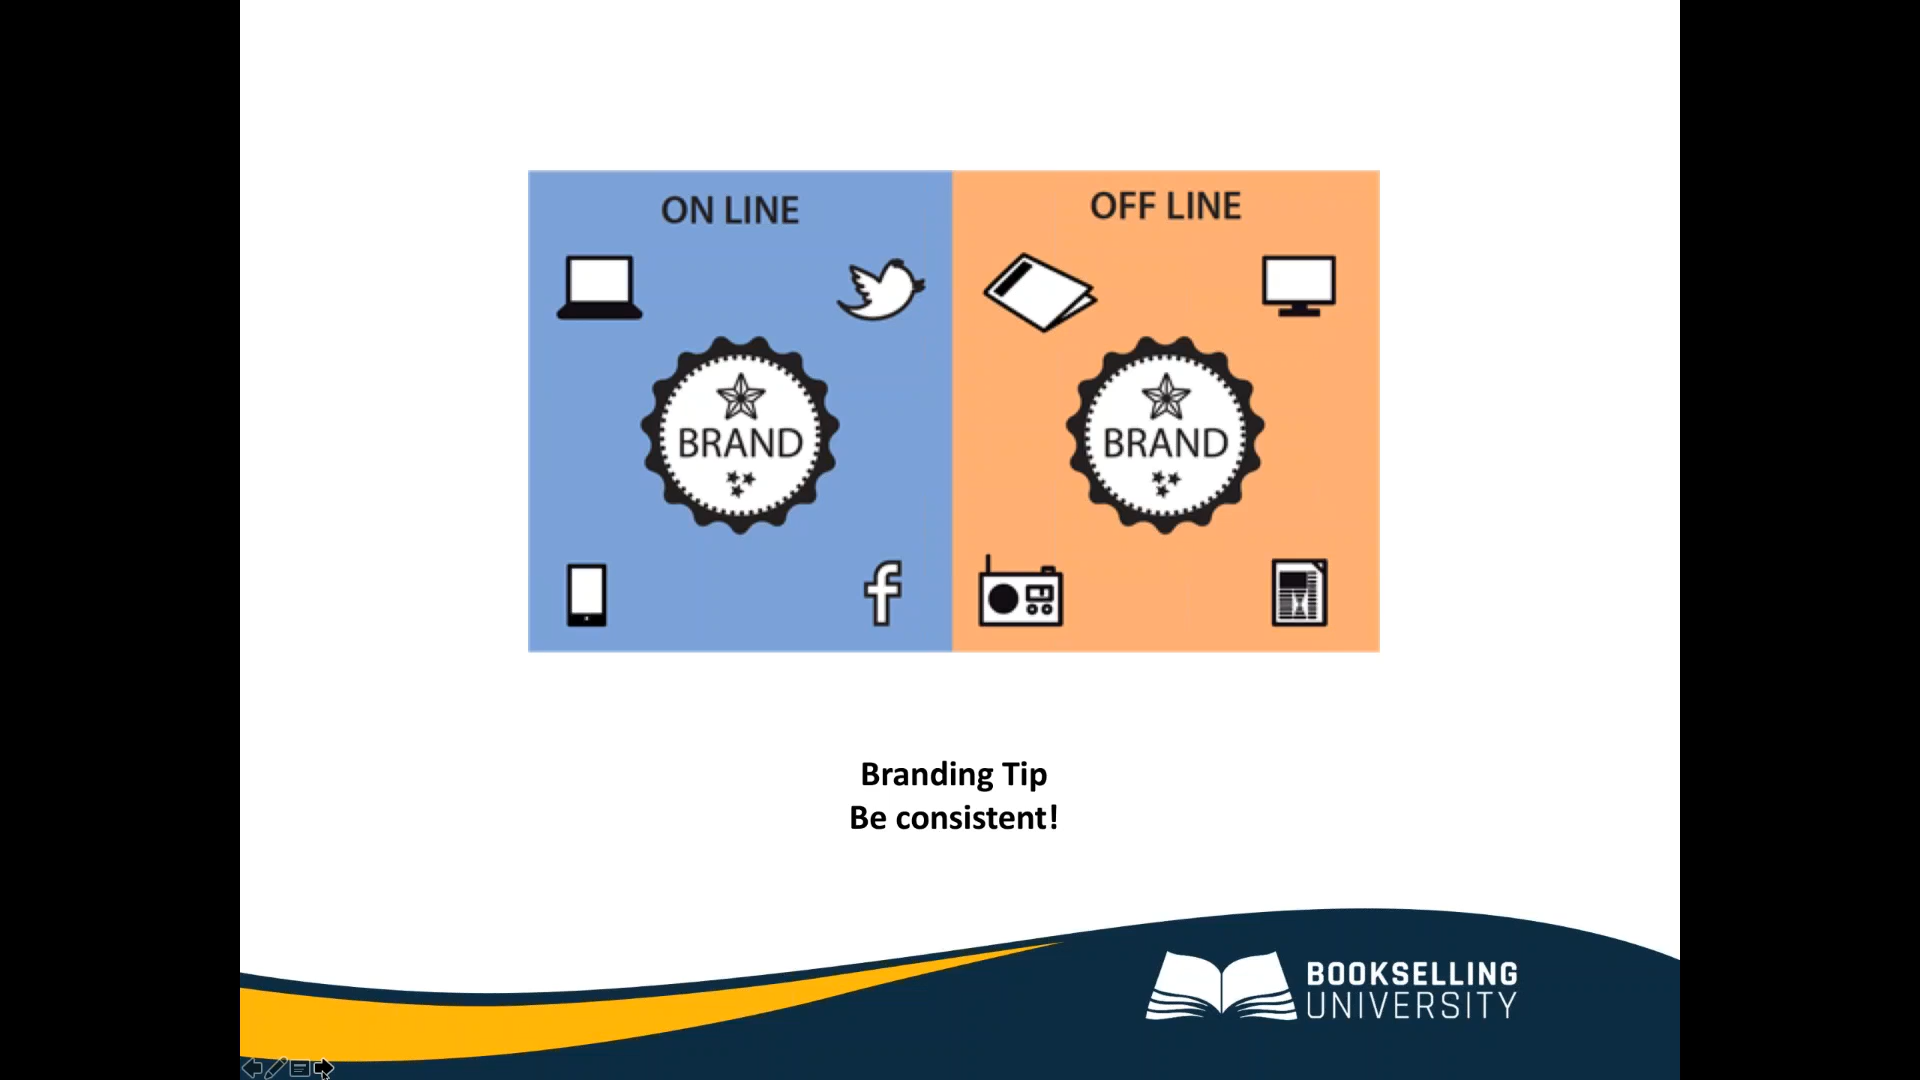 ON LINE
OFF LINE
BRAND
BRAND
f
Branding Tip
Be consistent!
BOOKSELLING
UNIVERSITY